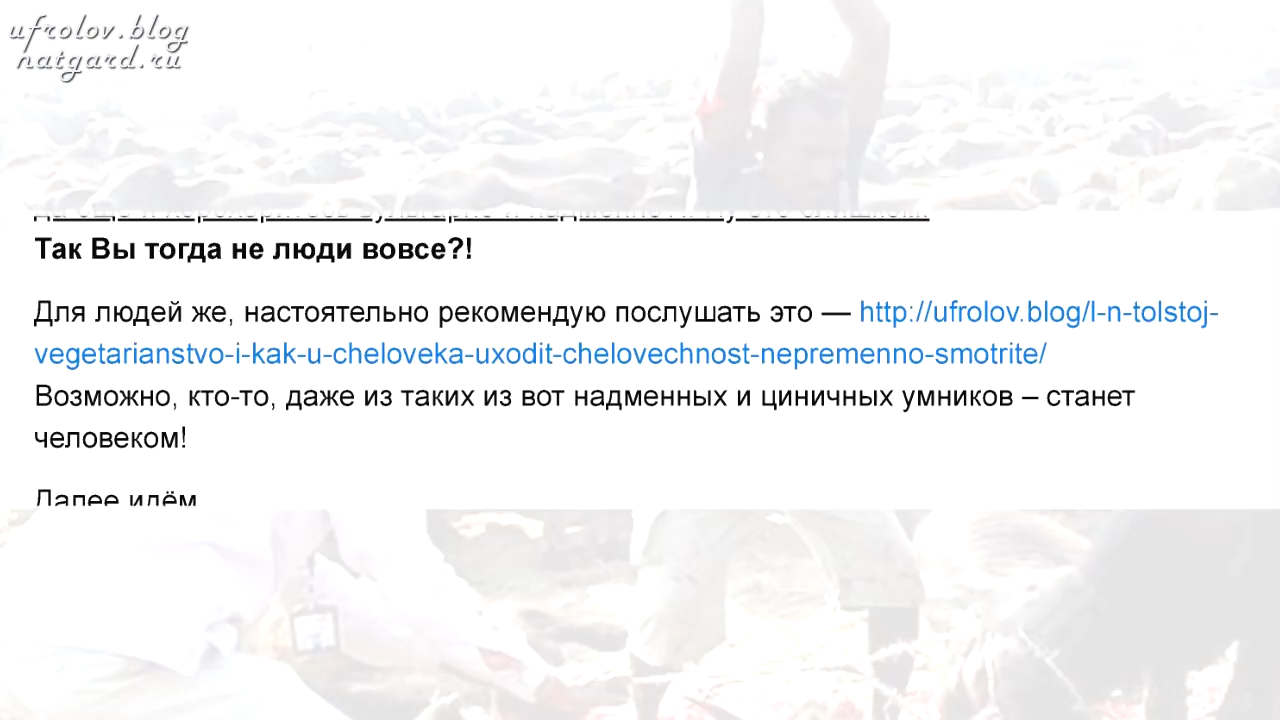 ufrolov.blog
natgard.ru
Так Вы тогда не люди вовсе?!
Для людей же, настоятельно рекомендую послушать это — http://ufrolov.blog/l-n-tolstoj-
vegetarianstvo-i-kak-u-cheloveka-uxodit-chelovechnost-nepremenno-smotrite/
Возможно, кто-то, даже из таких из вот надменных и циничных умников – станет
человеком!
Далее идём